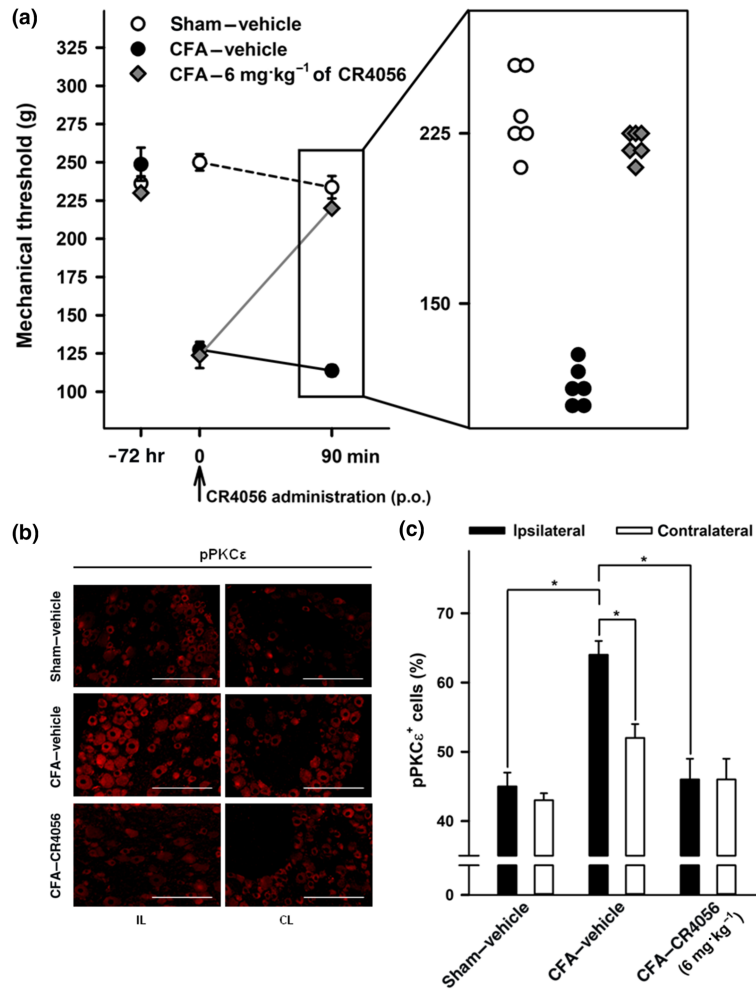 (a)
Sham–vehicle
CFA–vehicle
CFA–6 mg·kg⁻¹ of CR4056
Mechanical threshold (g)
325
300
275
250
225
200
175
150
125
100
–72 hr
0
90 min
CR4056 administration (p.o.)
225
150
(b)
pPKCε
Sham–vehicle
CFA–vehicle
CFA–CR4056
IL
CL
(c)
Ipsilateral
Contralateral
pPKCε⁺ cells (%)
70
60
50
40
0
*
*
*
Sham–vehicle
CFA–vehicle
CFA–CR4056
(6 mg·kg⁻¹)